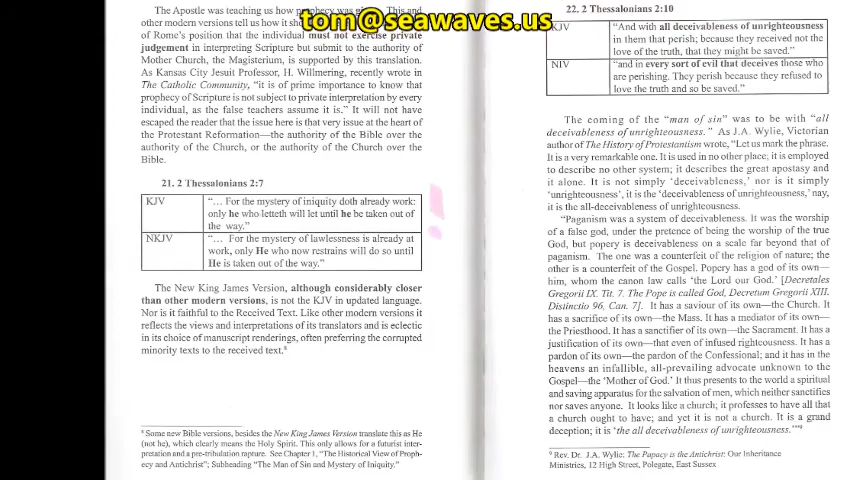 tom@seawaves.us
The Apostle was teaching us how prophecy was given. This and
other modern versions tell us how it
of Rome's position that the individual must not exercise private
judgement in interpreting Scripture but submit to the authority of
Mother Church, the Magisterium, is supported by this translation.
As Kansas City Jesuit Professor, H. Willmering, recently wrote in
The Catholic Community, "it is of prime importance to know that
prophecy of Scripture is not subject to private interpretation by every
individual, as the false teachers assume it is." It will not have
escaped the reader that the issue here is that very issue at the heart of
the Protestant Reformation—the authority of the Bible over the
authority of the Church, or the authority of the Church over the
Bible.
21. 2 Thessalonians 2:7
KJV
"... For the mystery of iniquity doth already work:
only he who letteth will let until he be taken out of
the way."
NKJV
"... For the mystery of lawlessness is already at
work, only He who now restrains will do so until
He is taken out of the way."
The New King James Version, although considerably closer
than other modern versions, is not the KJV in updated language.
Nor is it faithful to the Received Text. Like other modern versions it
reflects the views and interpretations of its translators and is eclectic
in its choice of manuscript renderings, often preferring the corrupted
minority texts to the received text.⁸
⁸ Some new Bible versions, besides the New King James Version translate this as He
(not he), which clearly means the Holy Spirit. This only allows for a futurist inter-
pretation and a pre-tribulation rapture. See Chapter 1, "The Historical View of Proph-
ecy and Antichrist"; Subheading "The Man of Sin and Mystery of Iniquity."
22. 2 Thessalonians 2:10
KJV
"And with all deceivableness of unrighteousness
in them that perish; because they received not the
love of the truth, that they might be saved."
NIV
"and in every sort of evil that deceives those who
are perishing. They perish because they refused to
love the truth and so be saved."
The coming of the "man of sin" was to be with "all
deceivableness of unrighteousness." As J.A. Wylie, Victorian
author of The History of Protestantism wrote, "Let us mark the phrase.
It is a very remarkable one. It is used in no other place; it is employed
to describe no other system; it describes the great apostasy and
it alone. It is not simply 'deceivableness,' nor is it simply
'unrighteousness', it is the 'deceivableness of unrighteousness,' nay,
it is the all-deceivableness of unrighteousness.
"Paganism was a system of deceivableness. It was the worship
of a false god, under the pretence of being the worship of the true
God, but popery is deceivableness on a scale far beyond that of
paganism. The one was a counterfeit of the religion of nature; the
other is a counterfeit of the Gospel. Popery has a god of its own—
him, whom the canon law calls 'the Lord our God.' [Decretales
Gregorii IX. Tit. 7. The Pope is called God, Decretum Gregorii XIII.
Distinctio 96, Can. 7]. It has a saviour of its own—the Church. It
has a sacrifice of its own—the Mass. It has a mediator of its own—
the Priesthood. It has a sanctifier of its own—the Sacrament. It has a
justification of its own—that even of infused righteousness. It has a
pardon of its own—the pardon of the Confessional; and it has in the
heavens an infallible, all-prevailing advocate unknown to the
Gospel—the 'Mother of God.' It thus presents to the world a spiritual
and saving apparatus for the salvation of men, which neither sanctifies
nor saves anyone. It looks like a church; it professes to have all that
a church ought to have; and yet it is not a church. It is a grand
deception; it is 'the all deceivableness of unrighteousness.'"⁹
⁹ Rev. Dr. J.A. Wylie: The Papacy is the Antichrist: Our Inheritance
Ministries, 12 High Street, Polegate, East Sussex